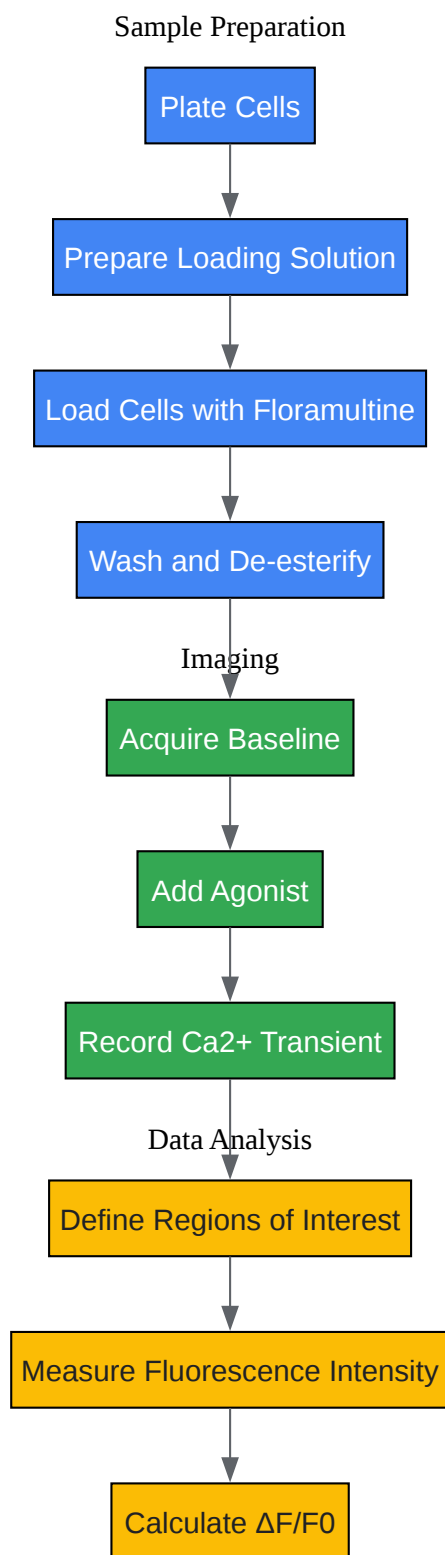 Sample Preparation
Plate Cells
Prepare Loading Solution
Load Cells with Floramultine
Wash and De-esterify
Imaging
Acquire Baseline
Add Agonist
Record Ca2+ Transient
Data Analysis
Define Regions of Interest
Measure Fluorescence Intensity
Calculate ΔF/F0